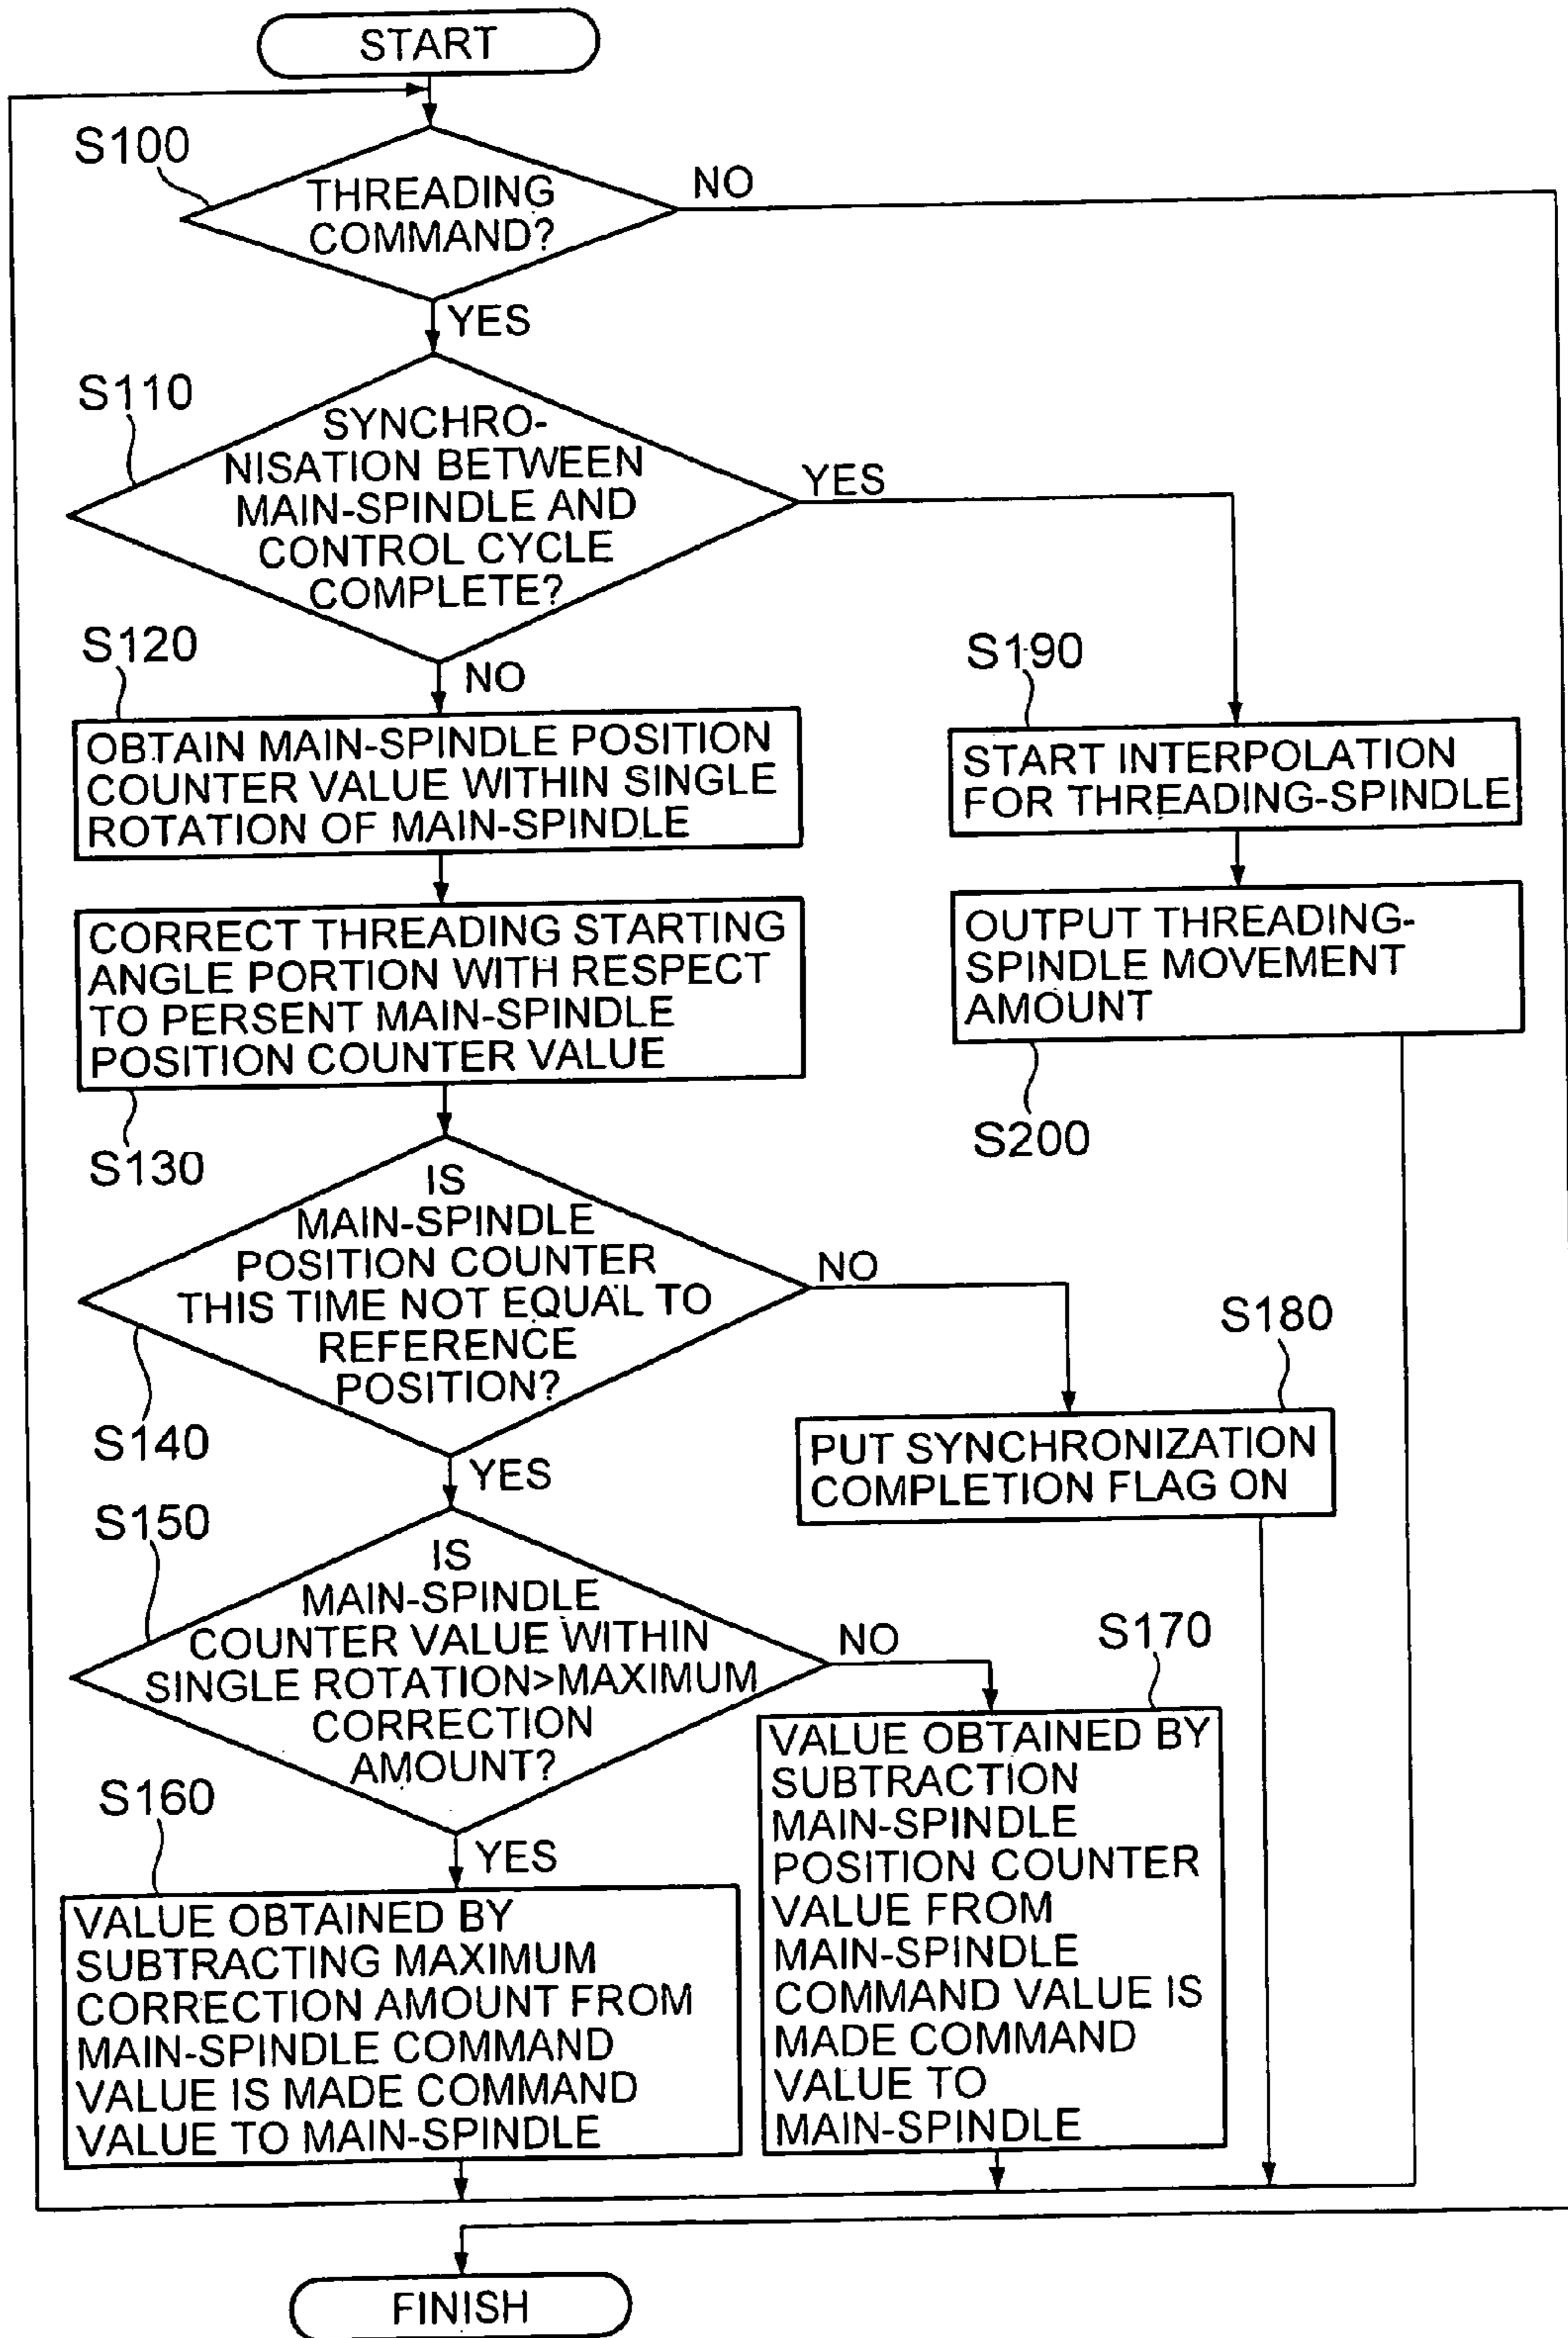 START
S100
THREADING
COMMAND?
NO
YES
S110
SYNCHRO-
NISATION BETWEEN
MAIN-SPINDLE AND
CONTROL CYCLE
COMPLETE?
YES
NO
S120
OBTAIN MAIN-SPINDLE POSITION
COUNTER VALUE WITHIN SINGLE
ROTATION OF MAIN-SPINDLE
S190
START INTERPOLATION
FOR THREADING-SPINDLE
CORRECT THREADING STARTING
ANGLE PORTION WITH RESPECT
TO PERSENT MAIN-SPINDLE
POSITION COUNTER VALUE
S130
OUTPUT THREADING-
SPINDLE MOVEMENT
AMOUNT
S200
IS
MAIN-SPINDLE
POSITION COUNTER
THIS TIME NOT EQUAL TO
REFERENCE
POSITION?
NO
S140
YES
S180
PUT SYNCHRONIZATION
COMPLETION FLAG ON
S150
IS
MAIN-SPINDLE
COUNTER VALUE WITHIN
SINGLE ROTATION>MAXIMUM
CORRECTION
AMOUNT?
NO
YES
S170
VALUE OBTAINED BY
SUBTRACTION
MAIN-SPINDLE
POSITION COUNTER
VALUE FROM
MAIN-SPINDLE
COMMAND VALUE IS
MADE COMMAND
VALUE TO
MAIN-SPINDLE
S160
VALUE OBTAINED BY
SUBTRACTING MAXIMUM
CORRECTION AMOUNT FROM
MAIN-SPINDLE COMMAND
VALUE IS MADE COMMAND
VALUE TO MAIN-SPINDLE
FINISH